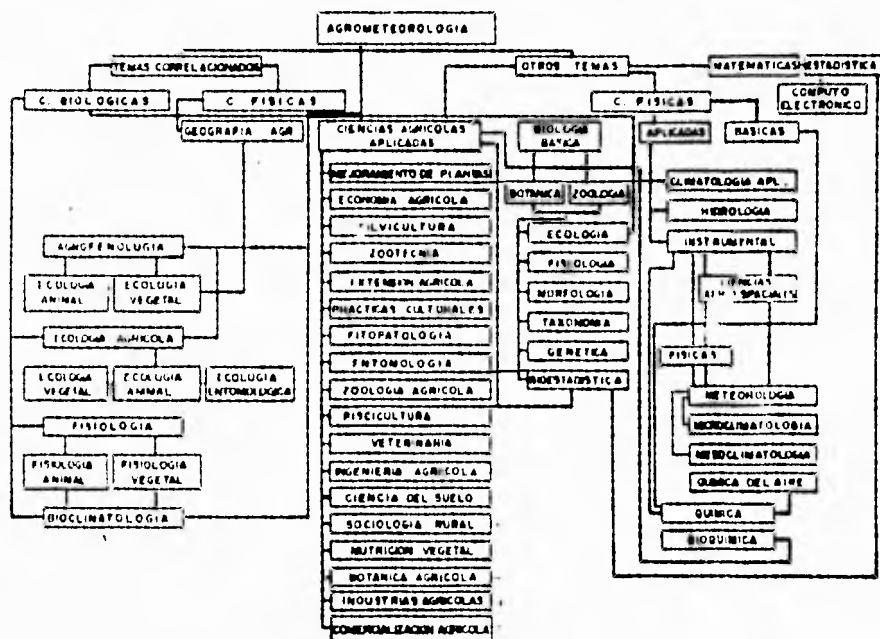 AGROMETEOROLOGIA
TEMAS CORRELACIONADOS
OTROS TEMAS
MATEMATICAS
ESTADISTICA
COMPUTO
ELECTRONICO
C. BIOLOGICAS
C. FISICAS
C. FISICAS
GEOGRAFIA AGR
CIENCIAS AGRICOLAS
APLICADAS
BIOLOGIA
BASICA
APLICADAS
BASICAS
MEJORAMIENTO DE PLANTAS
ECONOMIA AGRICOLA
SILVICULTURA
ZOOTECNIA
EXTENSION AGRICOLA
PRACTICAS CULTURALES
FITOPATOLOGIA
ENTOMOLOGIA
ZOOLOGIA AGRICOLA
PISCICULTURA
VETERINARIA
INGENIERIA AGRICOLA
CIENCIA DEL SUELO
SOCIOLOGIA RURAL
NUTRICION VEGETAL
BOTANICA AGRICOLA
INDUSTRIAS AGRICOLAS
COMERCIALIZACION AGRICOLA
BOTANICA
ZOOLOGIA
ECOLOGIA
FISIOLOGIA
MORFOLOGIA
TAXONOMIA
GENETICA
BIOESTADISTICA
CLIMATOLOGIA APL.
HIDROLOGIA
INSTRUMENTAL
CIENCIAS
AEROESPACIALES
FISICAS
METEOROLOGIA
MICROCLIMATOLOGIA
MESOCLIMATOLOGIA
QUIMICA DEL AIRE
QUIMICA
BIOQUIMICA
AGROFENOLOGIA
ECOLOGIA
ANIMAL
ECOLOGIA
VEGETAL
ECOLOGIA AGRICOLA
ECOLOGIA
VEGETAL
ECOLOGIA
ANIMAL
ECOLOGIA
ENTOMOLOGICA
FISIOLOGIA
FISIOLOGIA
ANIMAL
FISIOLOGIA
VEGETAL
BIOCLIMATOLOGIA